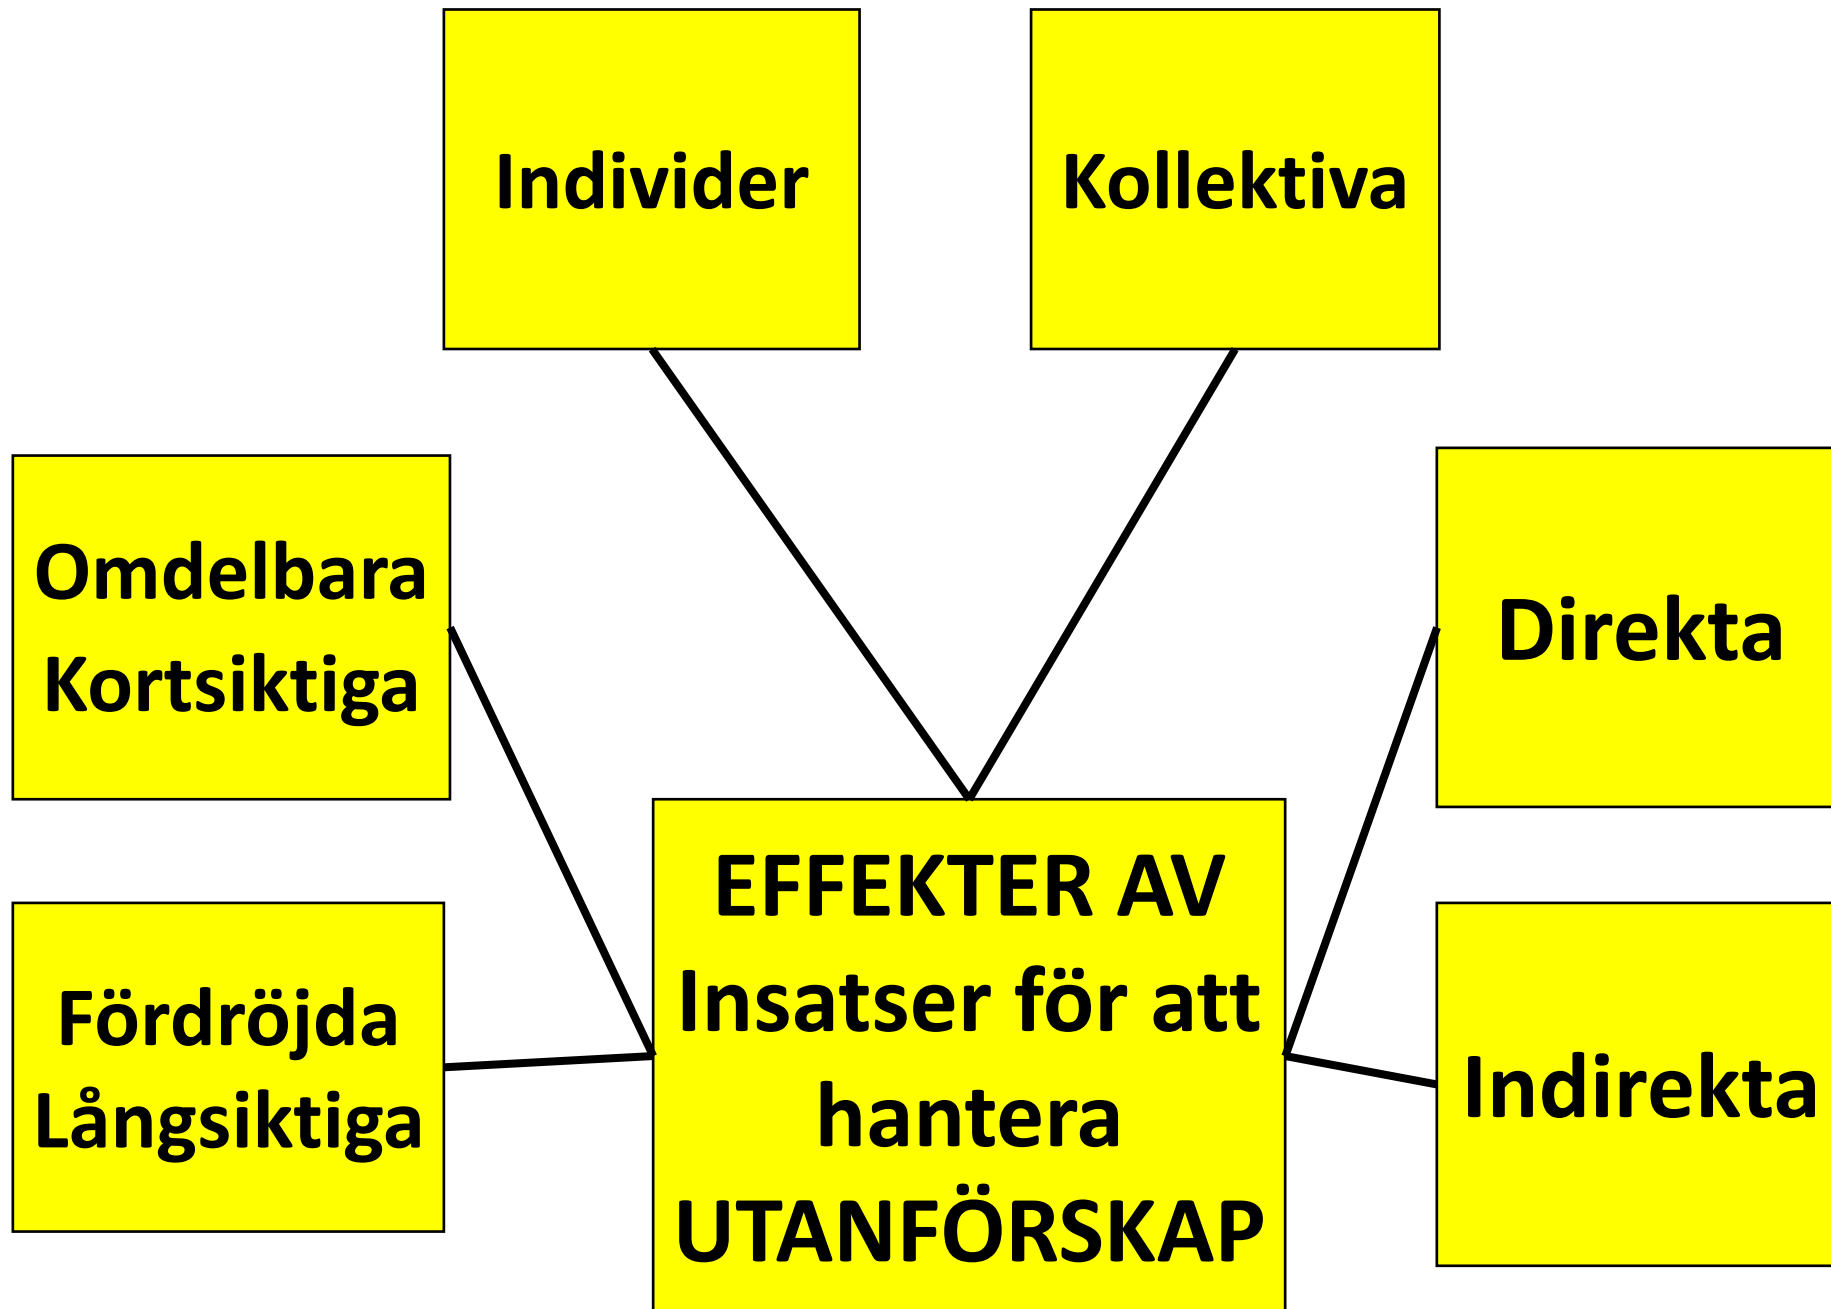 Individer
Kollektiva
Omdelbara
Kortsiktiga
Direkta
Fördröjda
Långsiktiga
EFFEKTER AV
Insatser för att
hantera
UTANFÖRSKAP
Indirekta